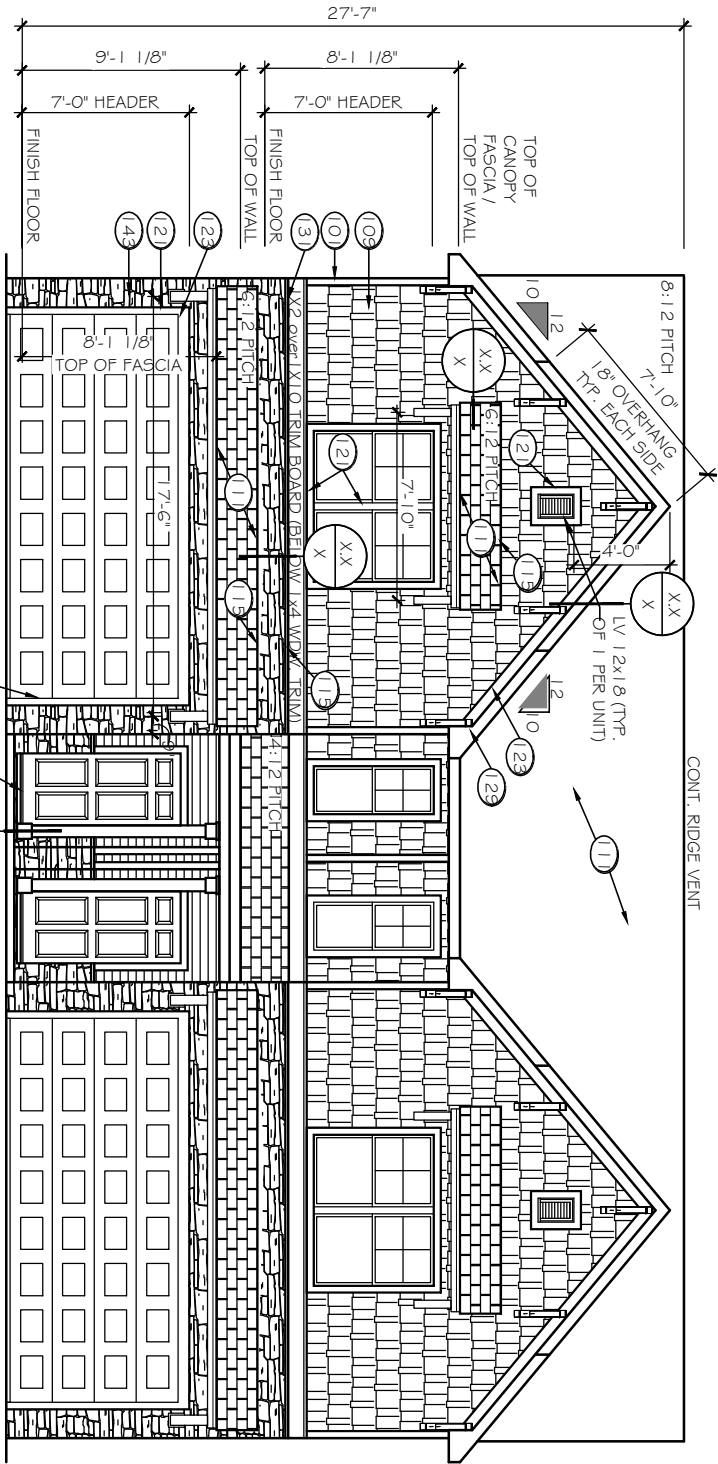 27'-7"
9'-1 1/8"
8'-1 1/8"
7'-0" HEADER
7'-0" HEADER
FINISH FLOOR
TOP OF WALL
FINISH FLOOR
TOP OF
CANOPY
FASCIA /
TOP OF WALL
143
121
123
131
101
109
8:12 PITCH
10
12
7'-10"
18" OVERHANG
TYP. EACH SIDE
X.X
X
6:12 PITCH
121
4'-0"
X.X
X
LV 12x18 (TYP.
OF 1 PER UNIT)
12
10
123
129
115
7'-10"
121
X.X
X
1X2 over 1X10 TRIM BOARD (BELOW 1x4 WDW TRIM)
115
6:12 PITCH
115
8'-1 1/8"
TOP OF FASCIA
17'-6"
4:12 PITCH
111
CONT. RIDGE VENT